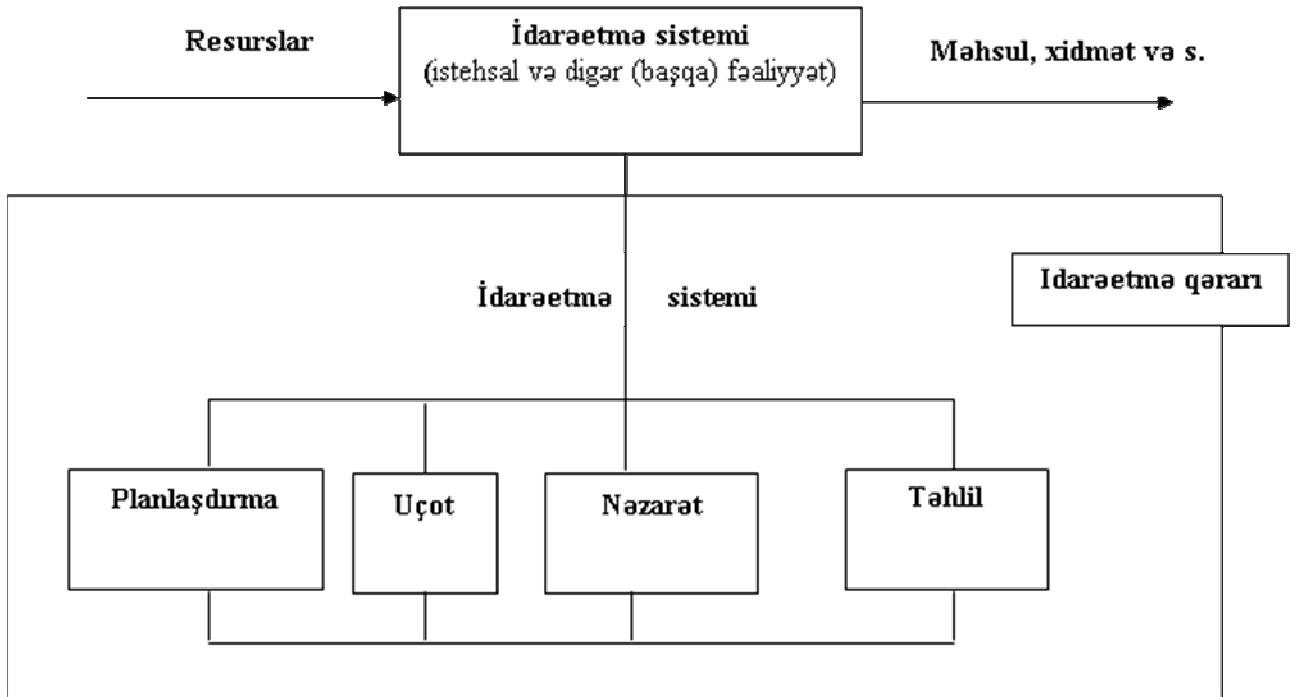 Resurslar
İdarəetmə sistemi
(istehsal və digər (başqa) fəaliyyət)
Məhsul, xidmət və s.
İdarəetmə sistemi
Idarəetmə qərarı
Planlaşdırma
Uçot
Nəzarət
Təhlil